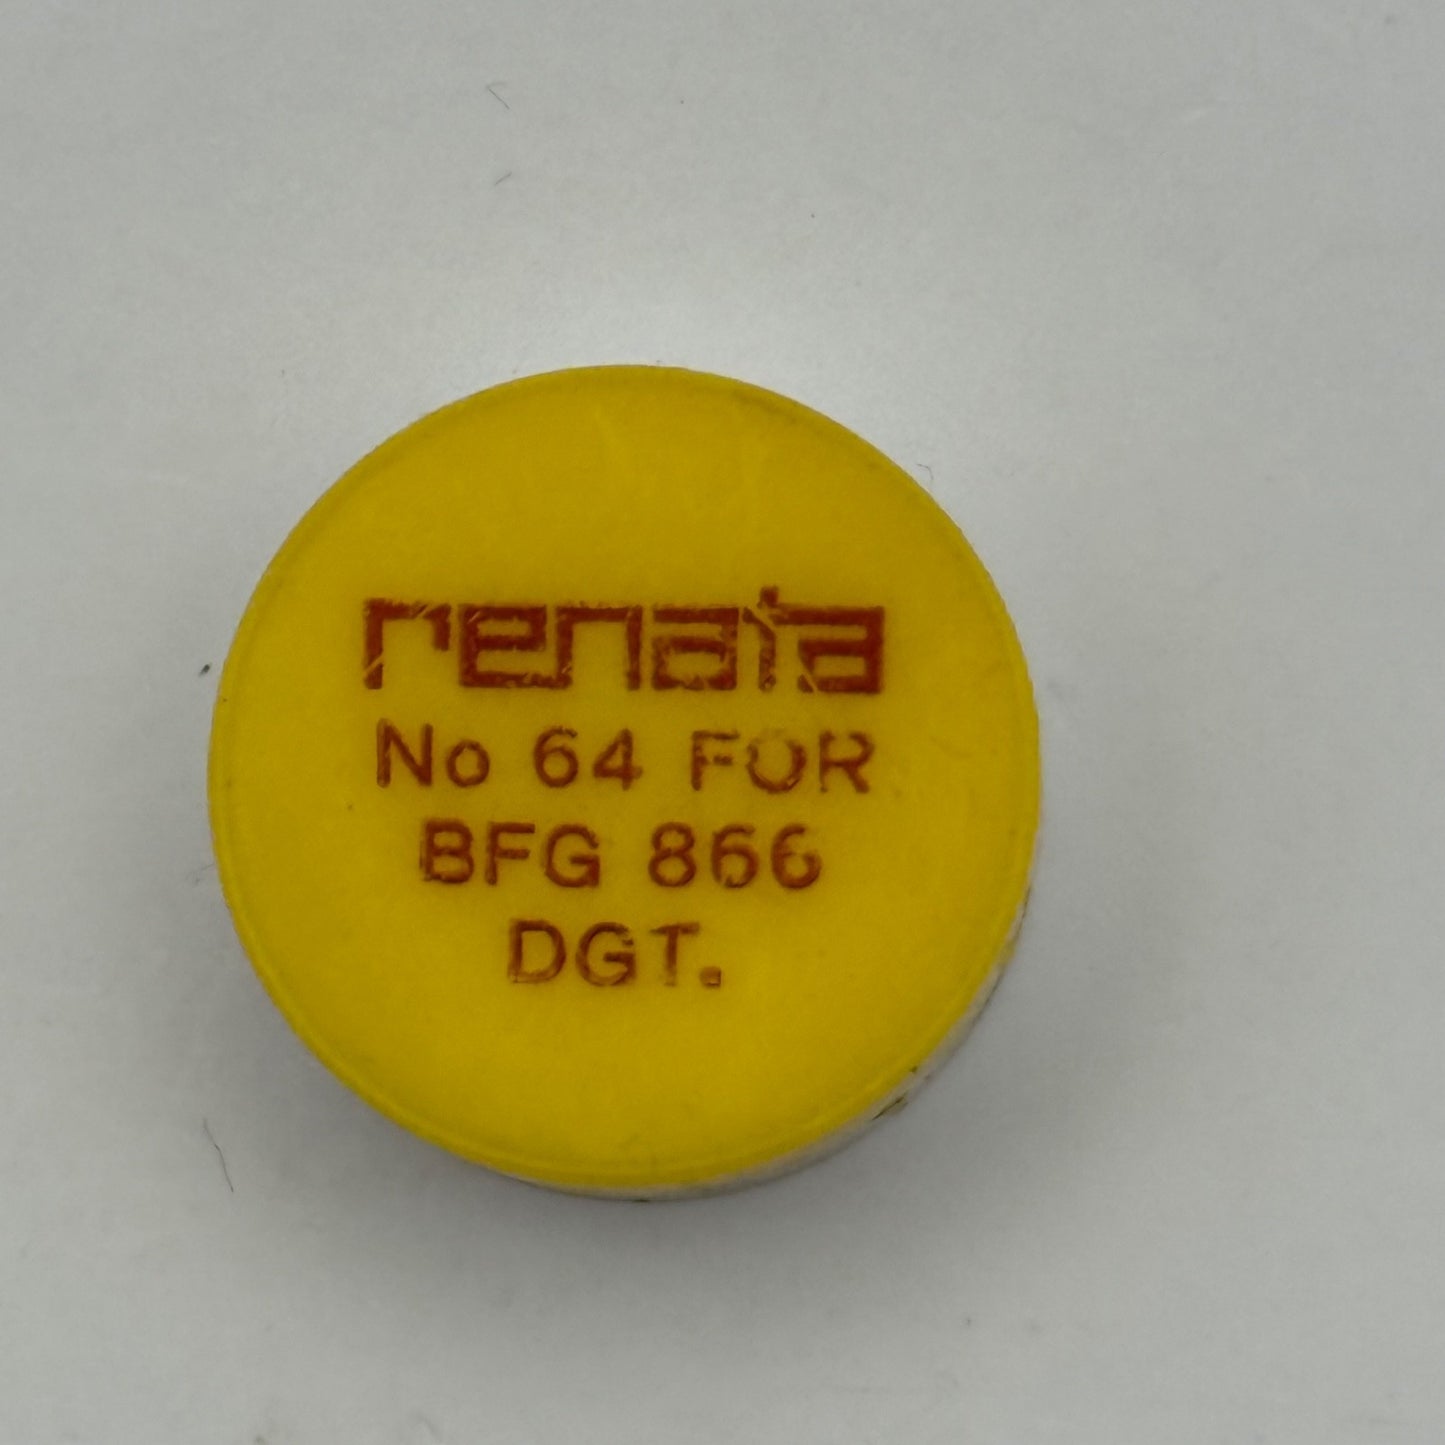 renata
No 64 FOR
BFG 866
DGT.